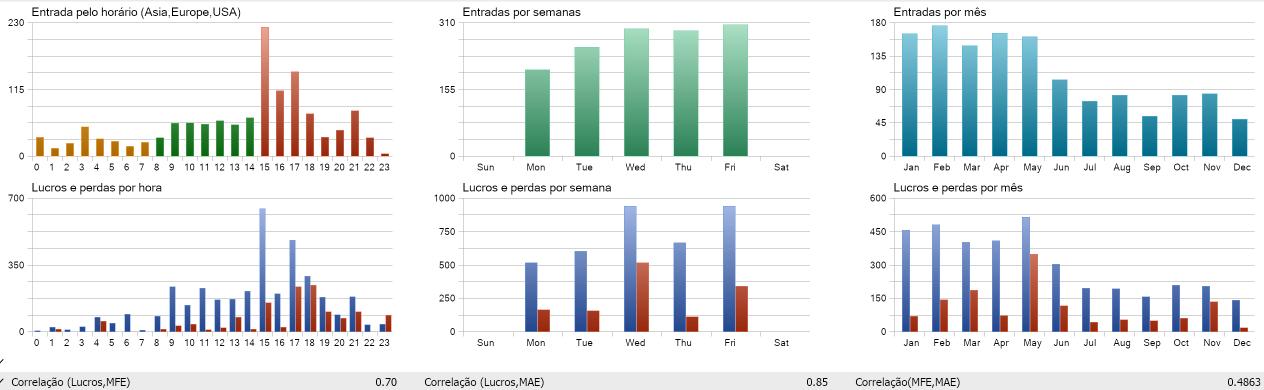 Entrada pelo horário (Asia,Europe,USA)
230
115
0
0 1 2 3 4 5 6 7 8 9 10 11 12 13 14 15 16 17 18 19 20 21 22 23
Entradas por semanas
310
155
0
Sun Mon Tue Wed Thu Fri Sat
Entradas por mês
180
135
90
45
0
Jan Feb Mar Apr May Jun Jul Aug Sep Oct Nov Dec
Lucros e perdas por hora
700
350
0
0 1 2 3 4 5 6 7 8 9 10 11 12 13 14 15 16 17 18 19 20 21 22 23
Lucros e perdas por semana
1000
750
500
250
0
Sun Mon Tue Wed Thu Fri Sat
Lucros e perdas por mês
600
450
300
150
0
Jan Feb Mar Apr May Jun Jul Aug Sep Oct Nov Dec
Correlação (Lucros,MFE) 0.70 Correlação (Lucros,MAE) 0.85 Correlação(MFE,MAE) 0.4863